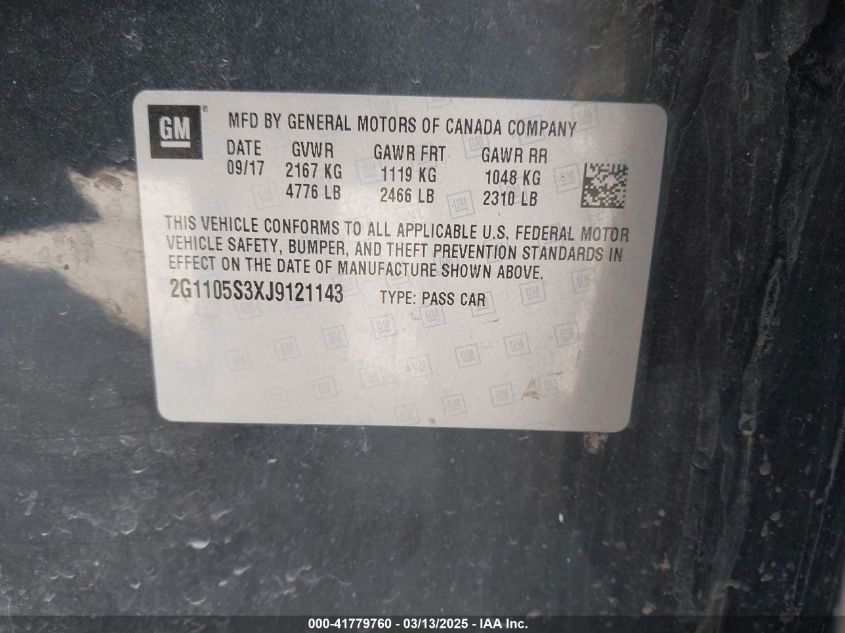 GM ®
MFD BY GENERAL MOTORS OF CANADA COMPANY
DATE GVWR GAWR FRT GAWR RR
09/17 2167 KG 1119 KG 1048 KG
4776 LB 2466 LB 2310 LB
THIS VEHICLE CONFORMS TO ALL APPLICABLE U.S. FEDERAL MOTOR
VEHICLE SAFETY, BUMPER, AND THEFT PREVENTION STANDARDS IN
EFFECT ON THE DATE OF MANUFACTURE SHOWN ABOVE.
2G1105S3XJ9121143 TYPE: PASS CAR
000-41779760 - 03/13/2025 - IAA Inc.